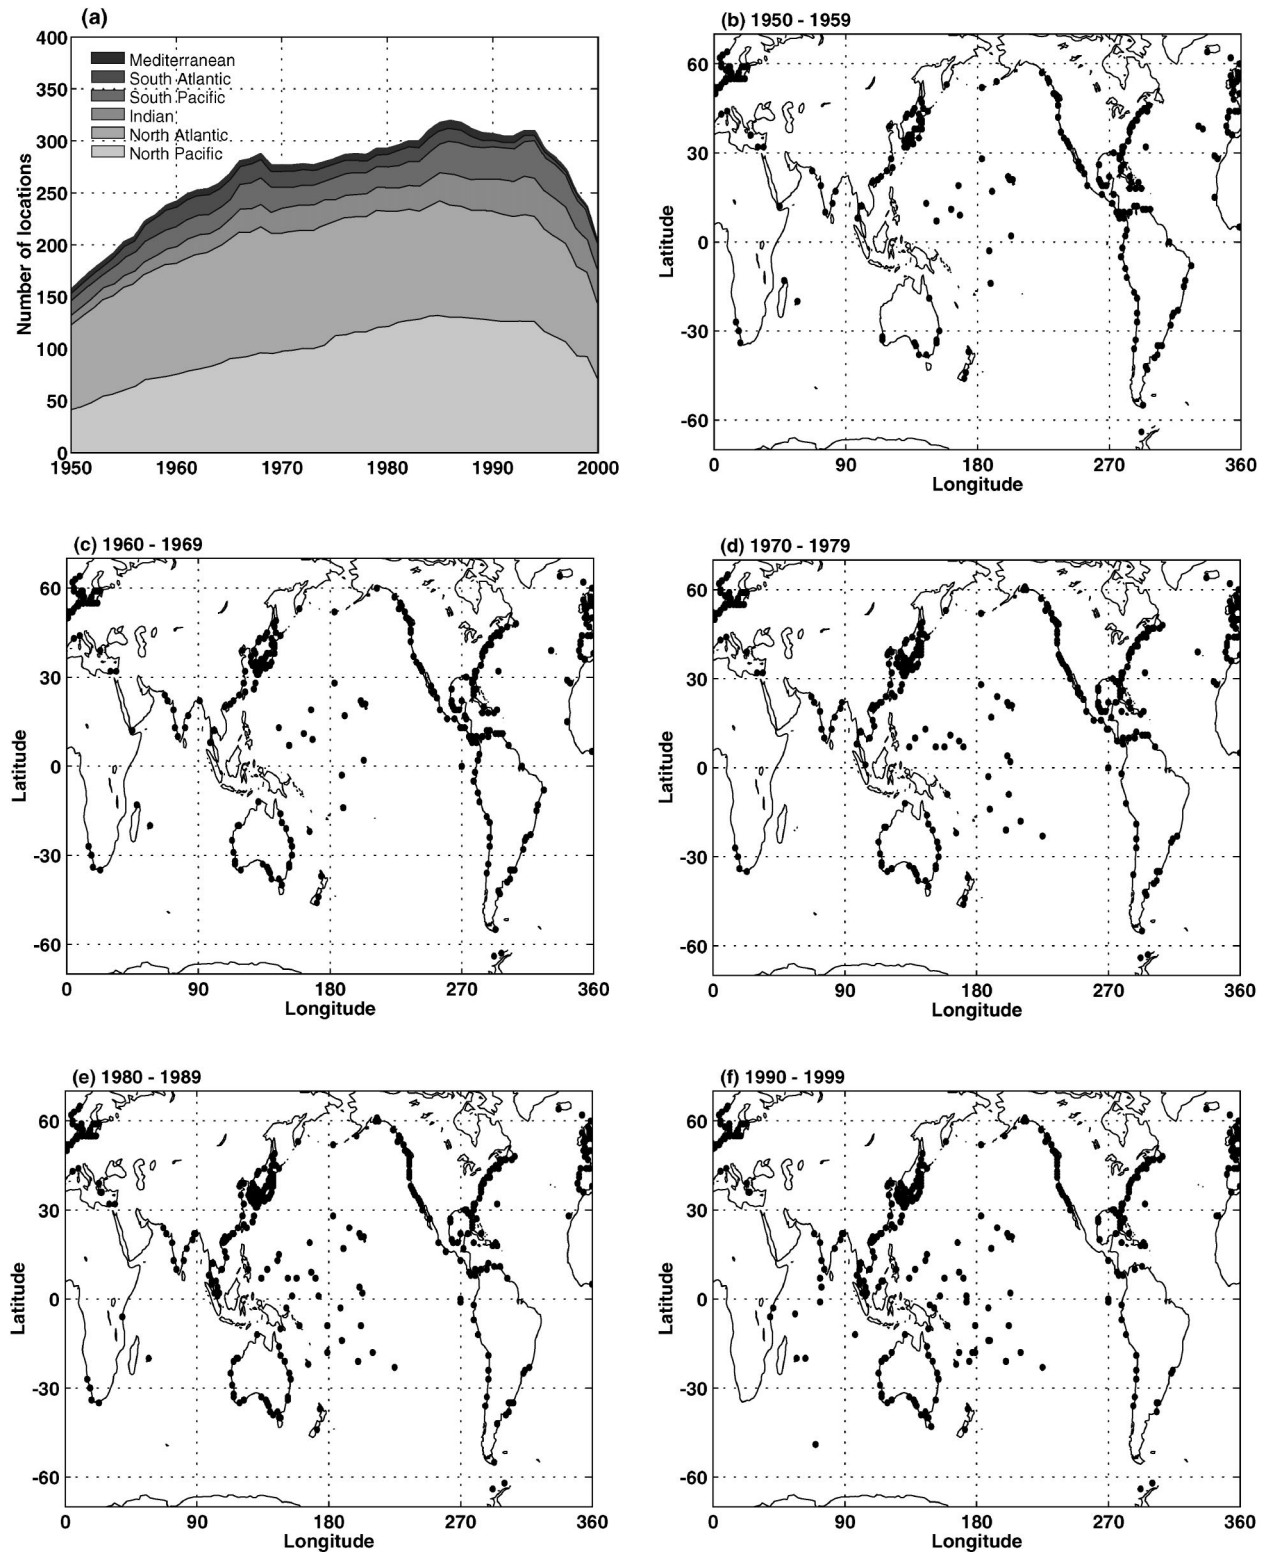 (a)
400
350
300
250
200
150
100
50
0
Number of locations
Mediterranean
South Atlantic
South Pacific
Indian
North Atlantic
North Pacific
1950 1960 1970 1980 1990 2000
(b) 1950 - 1959
60
30
0
-30
-60
Latitude
0 90 180 270 360
Longitude
(c) 1960 - 1969
60
30
0
-30
-60
Latitude
0 90 180 270 360
Longitude
(d) 1970 - 1979
60
30
0
-30
-60
Latitude
0 90 180 270 360
Longitude
(e) 1980 - 1989
60
30
0
-30
-60
Latitude
0 90 180 270 360
Longitude
(f) 1990 - 1999
60
30
0
-30
-60
Latitude
0 90 180 270 360
Longitude